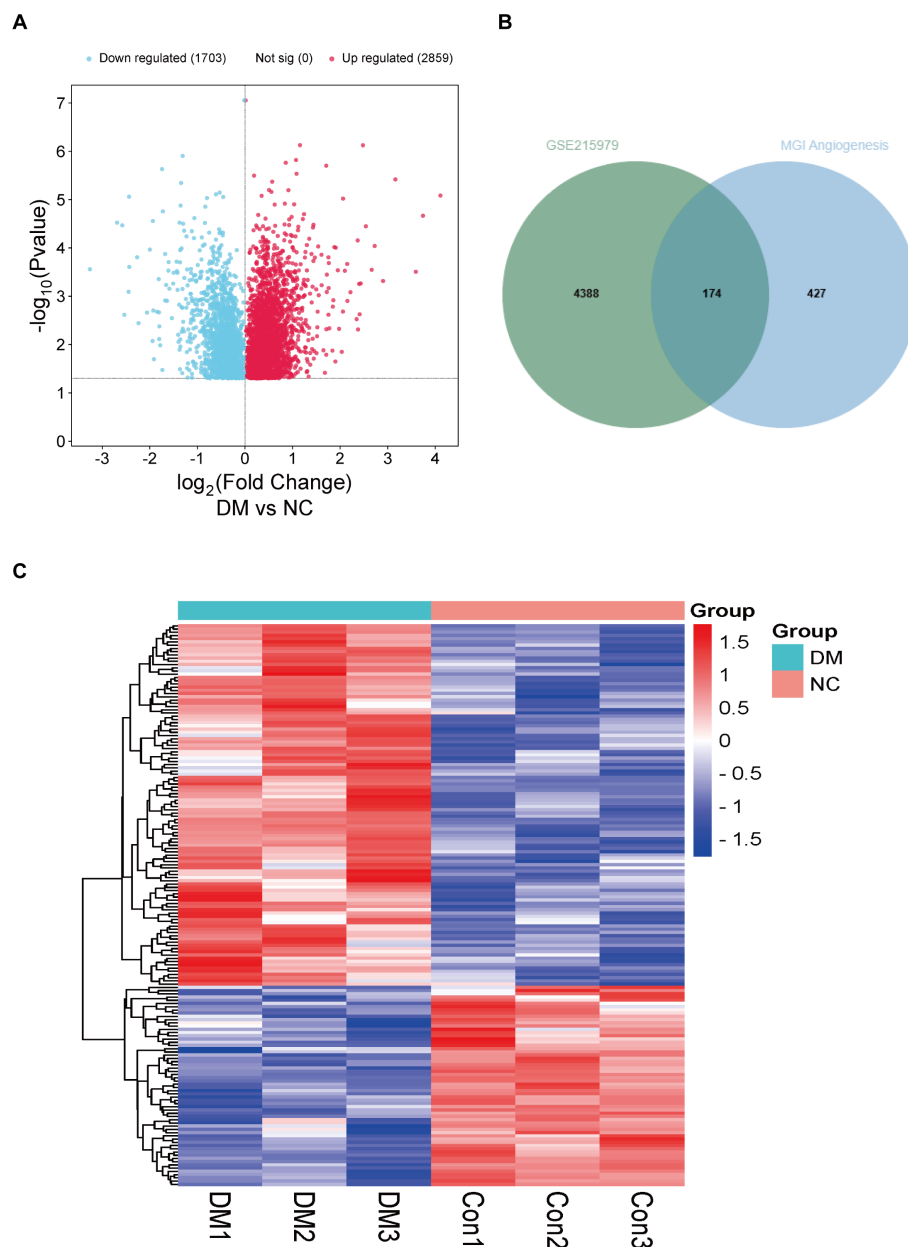 A
Down regulated (1703) Not sig (0) Up regulated (2859)
7
6
5
4
3
2
1
0
-log10(Pvalue)
-3 -2 -1 0 1 2 3 4
log2(Fold Change)
DM vs NC
B
GSE215979 MGI Angiogenesis
4388 174 427
C
Group
1.5
1
0.5
0
- 0.5
- 1
- 1.5
Group
DM
NC
DM1 DM2 DM3 Con1 Con2 Con3